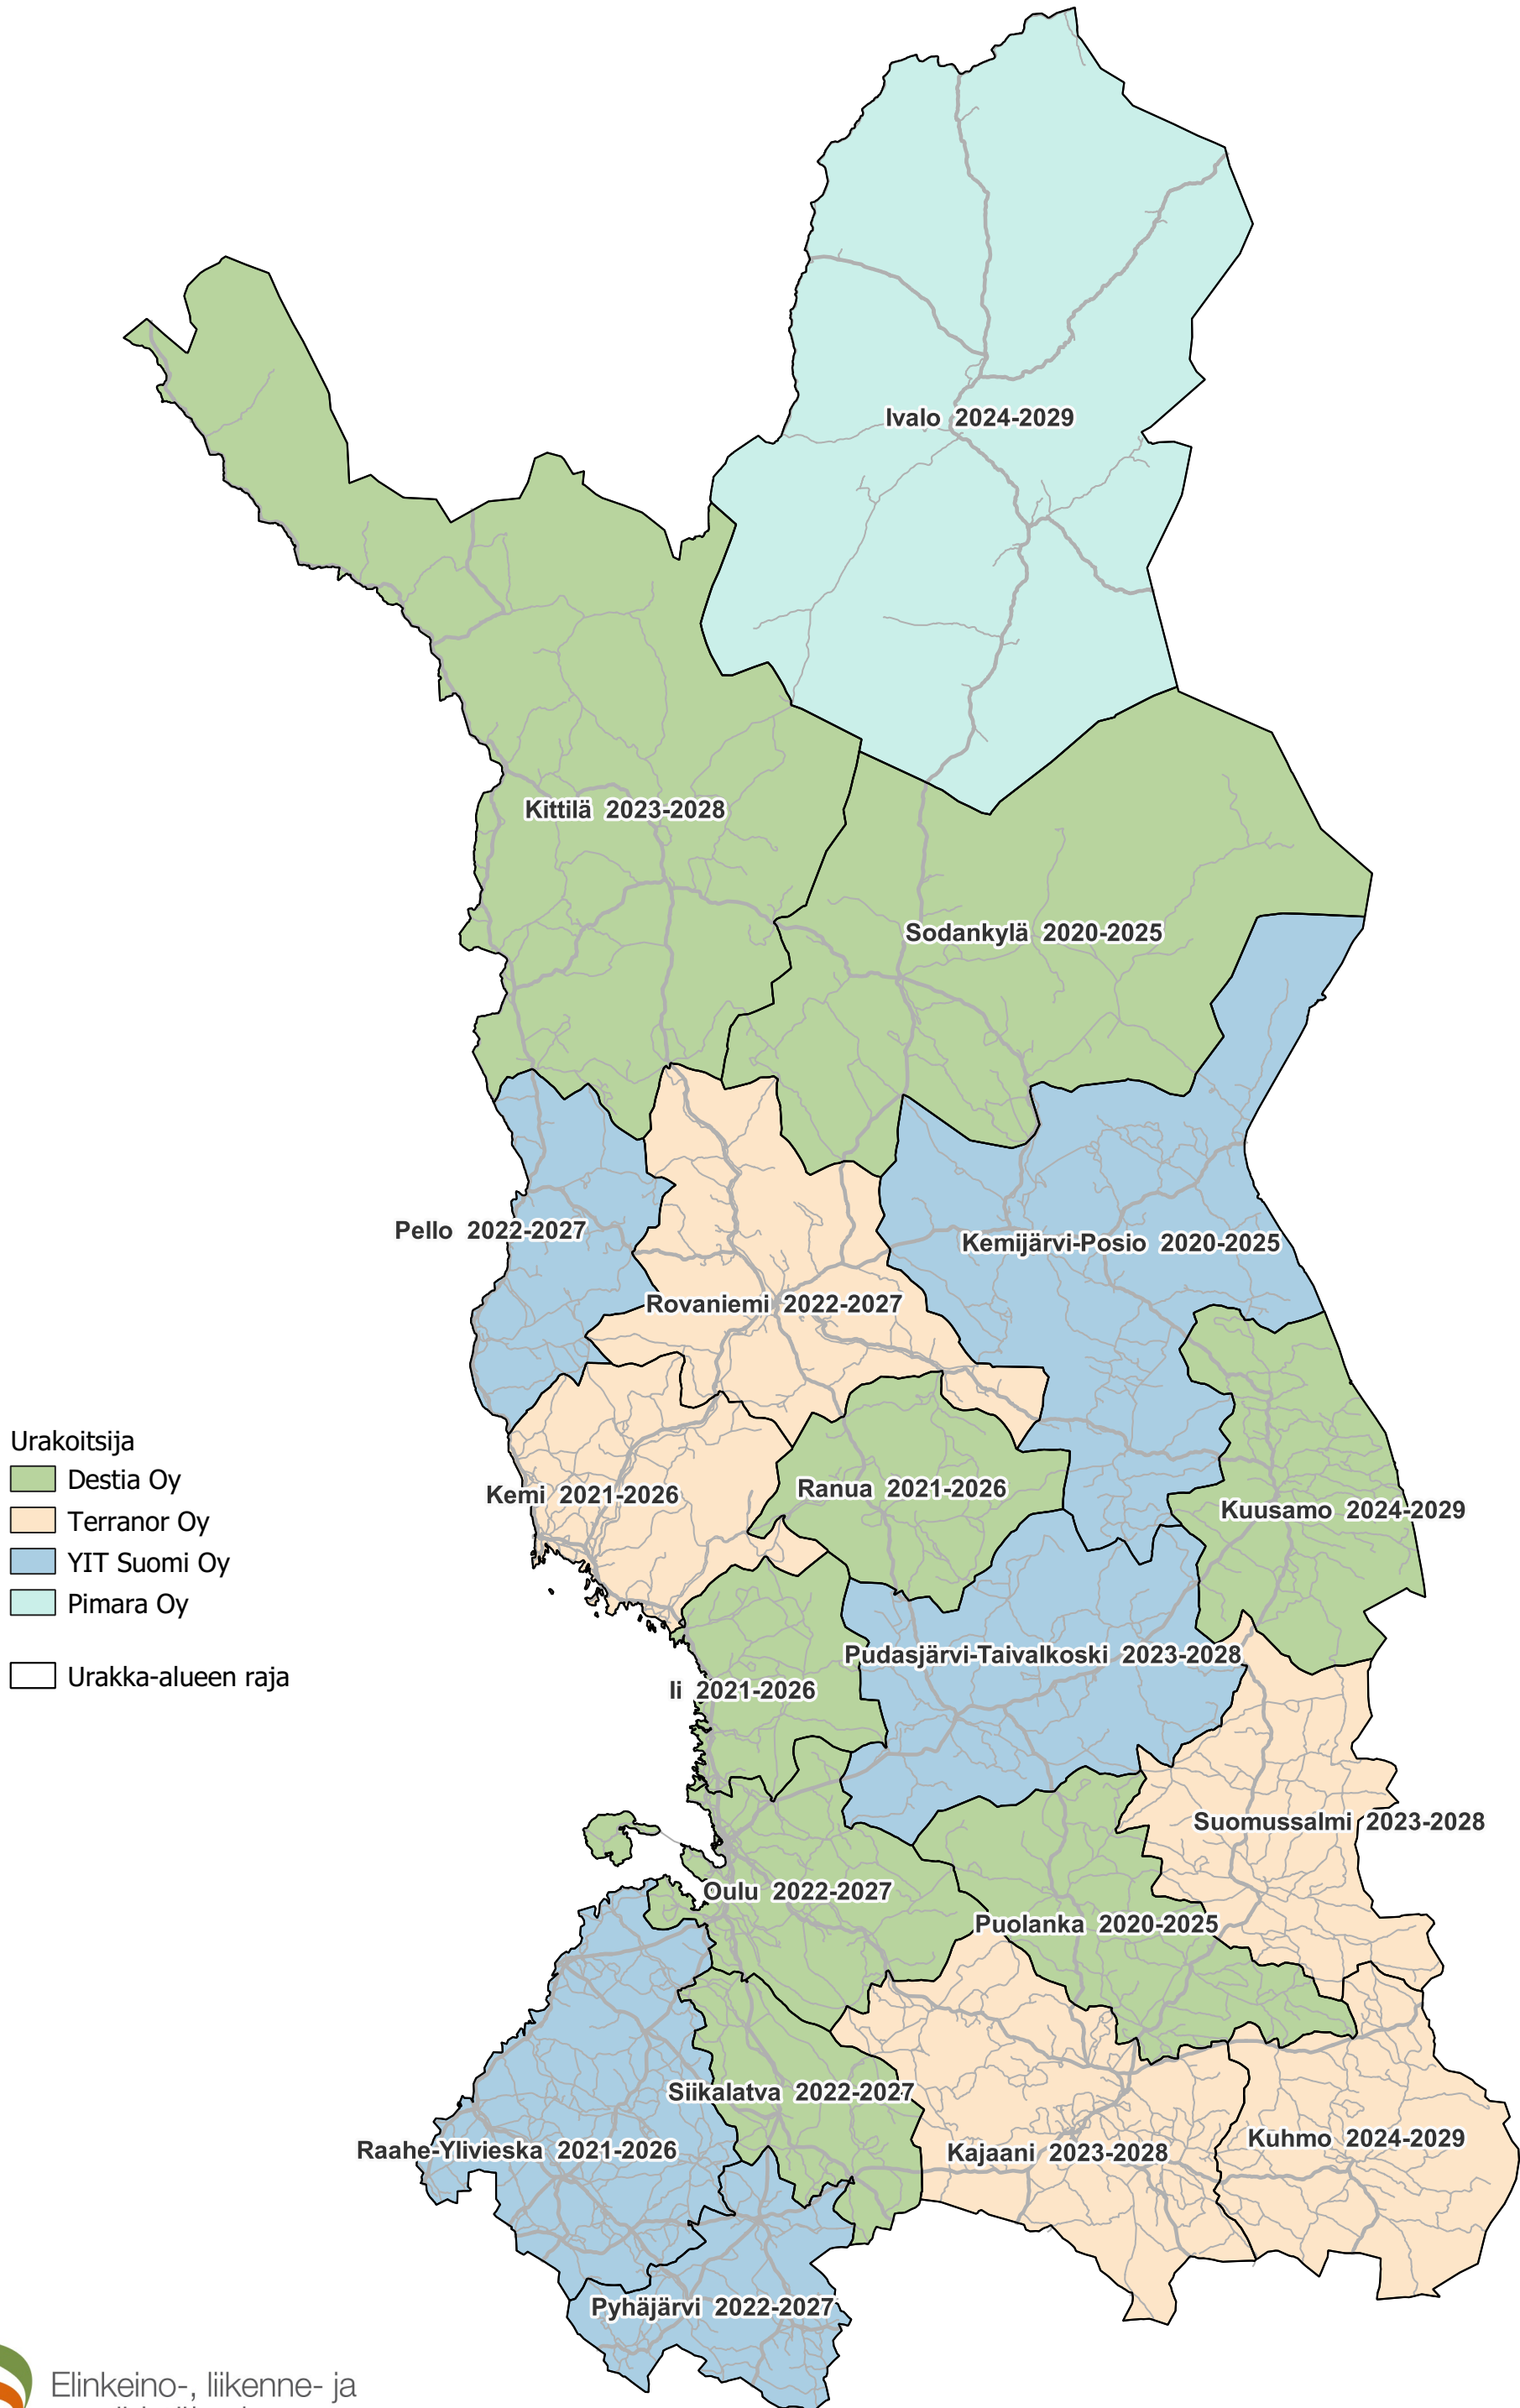 Ivalo 2024-2029
Kittilä 2023-2028
Sodankylä 2020-2025
Pello 2022-2027
Kemijärvi-Posio 2020-2025
Rovaniemi 2022-2027
Urakoitsija
Destia Oy
Terranor Oy
YIT Suomi Oy
Pimara Oy
Urakka-alueen raja
Kemi 2021-2026
Ranua 2021-2026
Kuusamo 2024-2029
Pudasjärvi-Taivalkoski 2023-2028
Ii 2021-2026
Suomussalmi 2023-2028
Oulu 2022-2027
Puolanka 2020-2025
Siikalatva 2022-2027
Raahe-Ylivieska 2021-2026
Kajaani 2023-2028
Kuhmo 2024-2029
Pyhäjärvi 2022-2027
Elinkeino-, liikenne- ja